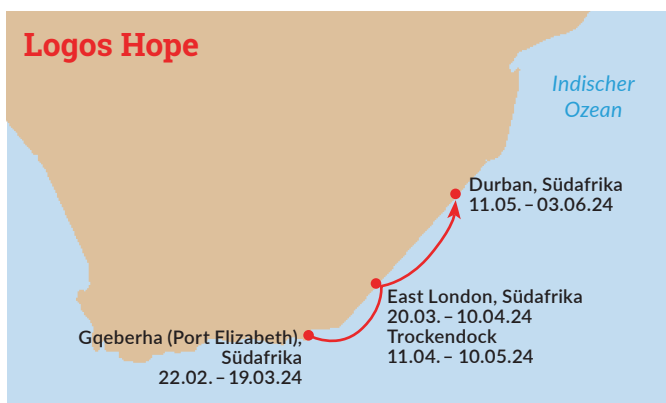 Logos Hope
Indischer
Ozean
Durban, Südafrika
11.05. – 03.06.24
East London, Südafrika
20.03. – 10.04.24
Trockendock
11.04. – 10.05.24
Gqeberha (Port Elizabeth),
Südafrika
22.02. – 19.03.24